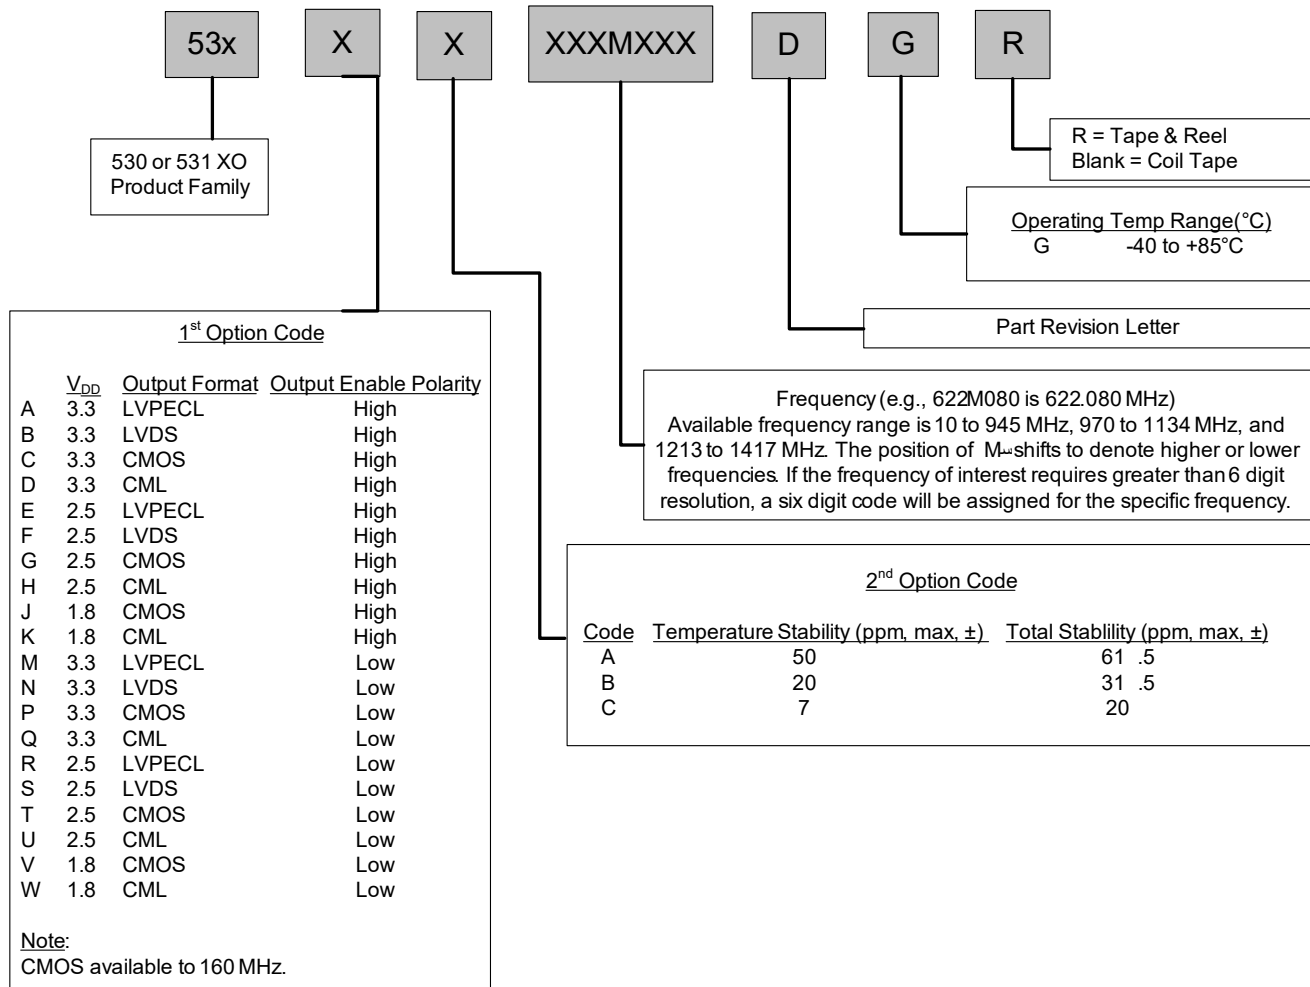 53x X X XXXMXXX D G R
530 or 531 XO
Product Family
R = Tape & Reel
Blank = Coil Tape
Operating Temp Range(°C)
G -40 to +85°C
Part Revision Letter
Frequency (e.g., 622M080 is 622.080 MHz)
Available frequency range is 10 to 945 MHz, 970 to 1134 MHz, and
1213 to 1417 MHz. The position of M shifts to denote higher or lower
frequencies. If the frequency of interest requires greater than 6 digit
resolution, a six digit code will be assigned for the specific frequency.
1st Option Code
VDD Output Format Output Enable Polarity
A 3.3 LVPECL High
B 3.3 LVDS High
C 3.3 CMOS High
D 3.3 CML High
E 2.5 LVPECL High
F 2.5 LVDS High
G 2.5 CMOS High
H 2.5 CML High
J 1.8 CMOS High
K 1.8 CML High
M 3.3 LVPECL Low
N 3.3 LVDS Low
P 3.3 CMOS Low
Q 3.3 CML Low
R 2.5 LVPECL Low
S 2.5 LVDS Low
T 2.5 CMOS Low
U 2.5 CML Low
V 1.8 CMOS Low
W 1.8 CML Low
Note:
CMOS available to 160 MHz.
2nd Option Code
Code Temperature Stability (ppm, max, ±) Total Stablility (ppm, max, ±)
A 50 61 .5
B 20 31 .5
C 7 20